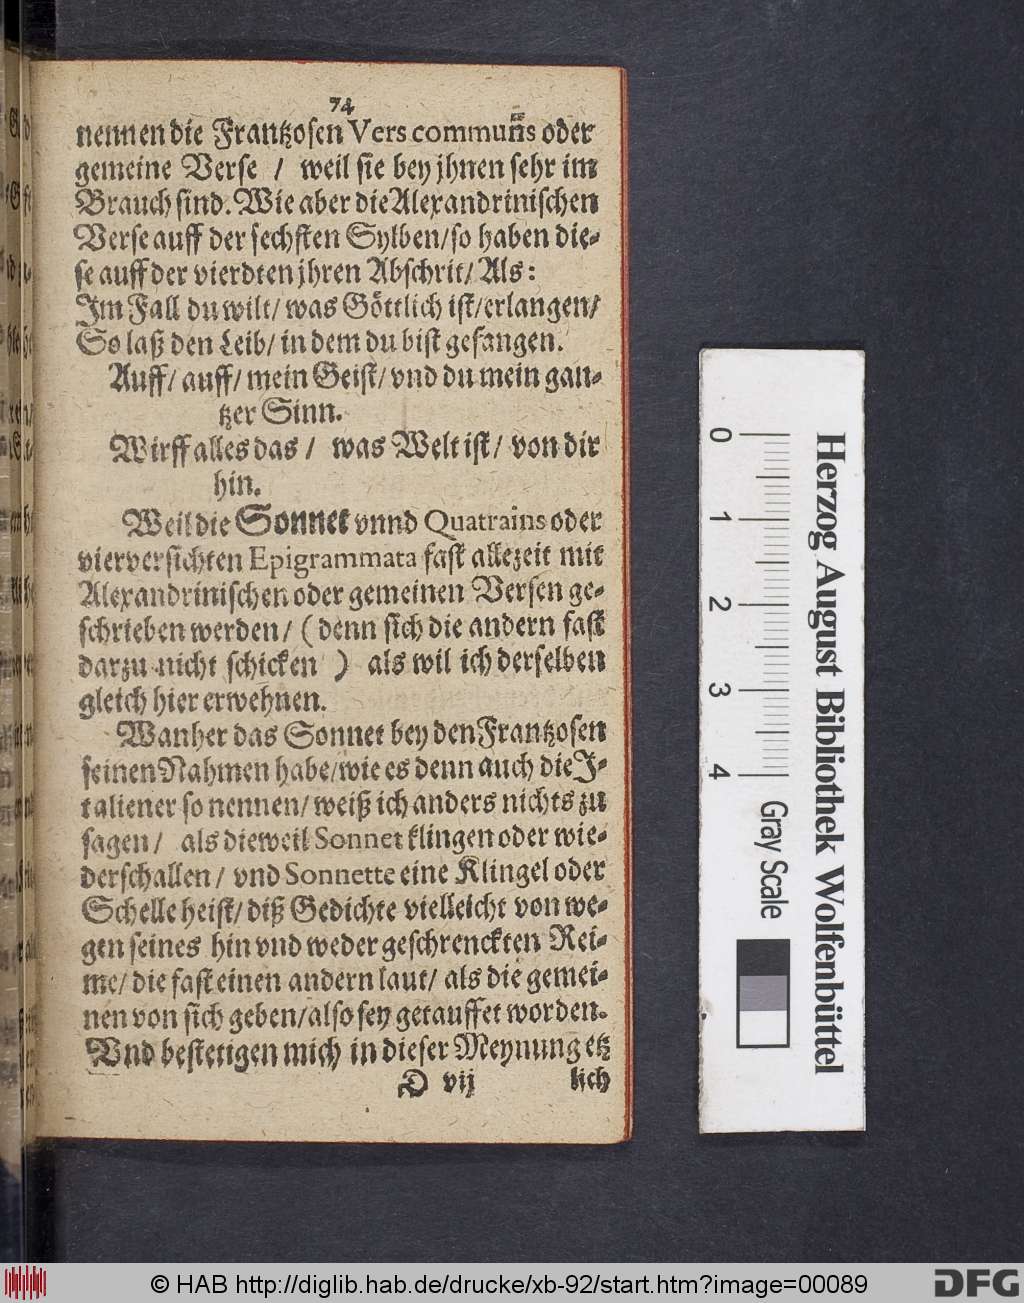 74
nennen die Frantzosen Vers communs oder
gemeine Verse / weil sie bey jhnen sehr im
Brauch sind. Wie aber die Alexandrinischen
Verse auff der sechsten Sylben/ so haben die-
se auff der vierdten jhren Abschrit/ Als:
Im Fall du wilt/ was Göttlich ist/ erlangen/
So laß den Leib/ in dem du bist gefangen.
Auff/ auff/ mein Geist/ vnd du mein gan-
tzer Sinn.
Wirff alles das / was Welt ist/ von dir
hin.
Weil die Sonnet vnnd Quatrains oder
vierversichten Epigrammata fast allezeit mit
Alexandrinischen oder gemeinen Versen ge-
schrieben werden/ (denn sich die andern fast
darzu nicht schicken ) als wil ich derselben
gleich hier erwehnen.
Wanher das Sonnet bey den Frantzosen
seinen Nahmen habe/ wie es denn auch die I-
taliener so nennen/ weiß ich anders nichts zu
sagen / als dieweil Sonnet klingen oder wie-
derschallen / vnd Sonnette eine Klingel oder
Schelle heist/ diß Gedichte vielleicht von we-
gen seines hin vnd weder geschrenckten Rei-
me/ die fast einen andern laut/ als die gemei-
nen von sich geben/ also sey getauffet worden.
Vnd bestetigen mich in dieser Meynung etz
O vij lich
0 1 2 3 4
Gray Scale
Herzog August Bibliothek Wolfenbüttel
© HAB http://diglib.hab.de/drucke/xb-92/start.htm?image=00089
DFG